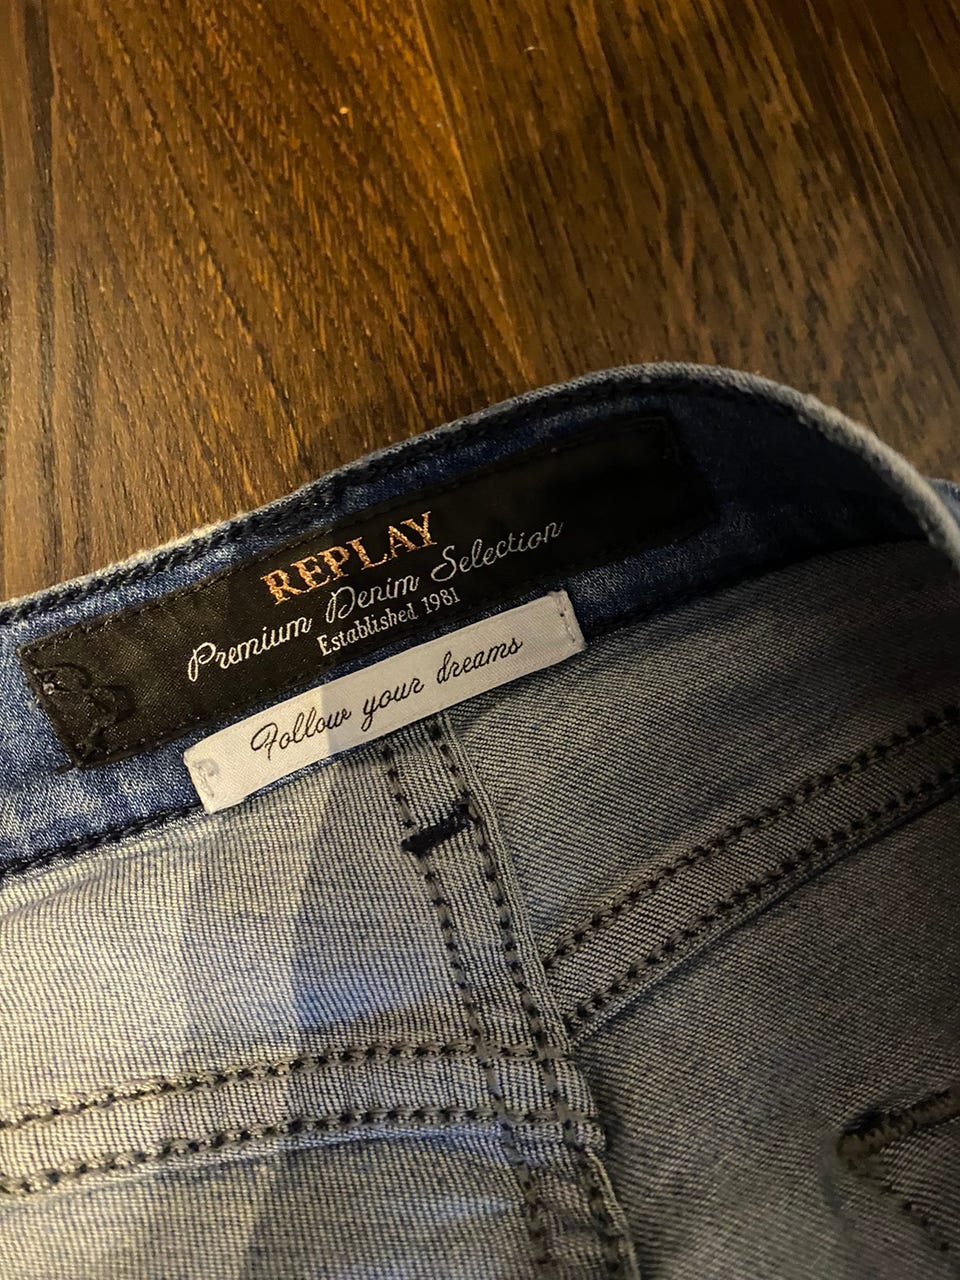 REPLAY
Premium Denim Selection
Established 1981
Follow your dreams